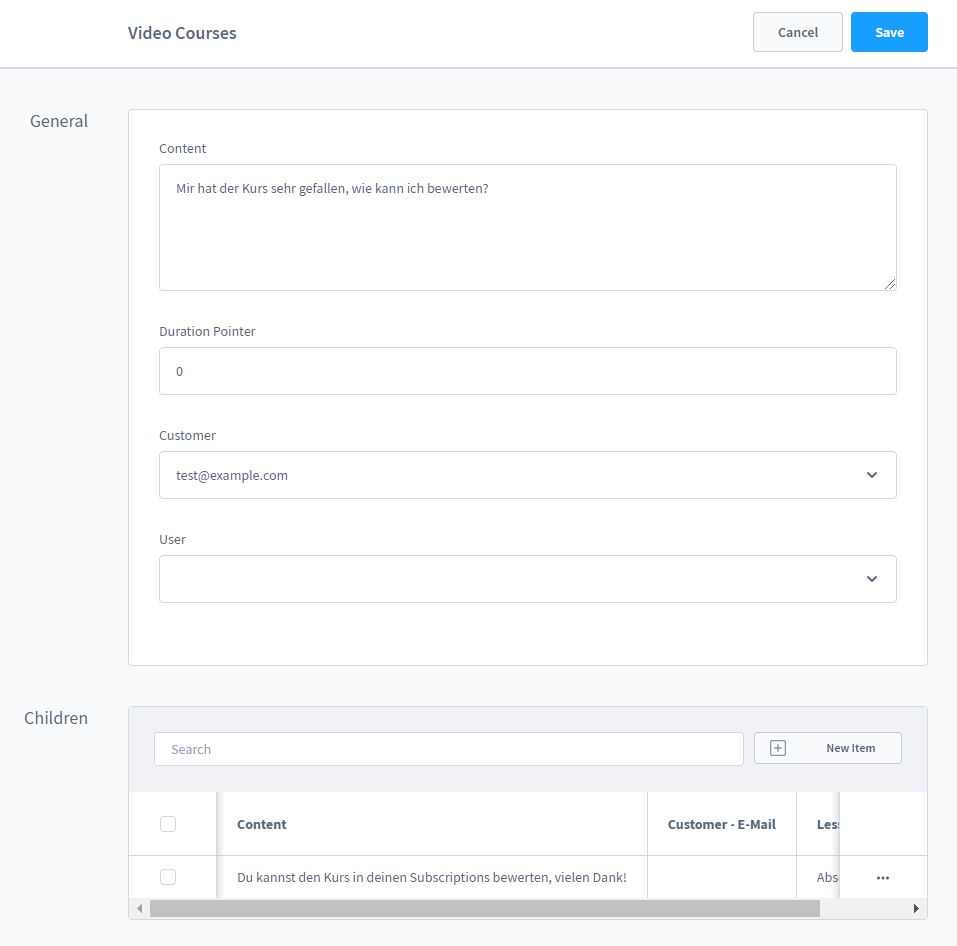 Video Courses
Cancel
Save
General
Content
Mir hat der Kurs sehr gefallen, wie kann ich bewerten?
Duration Pointer
0
Customer
test@example.com
User
Children
Search
New Item
Content Customer - E-Mail Les
Du kannst den Kurs in deinen Subscriptions bewerten, vielen Dank! Abs